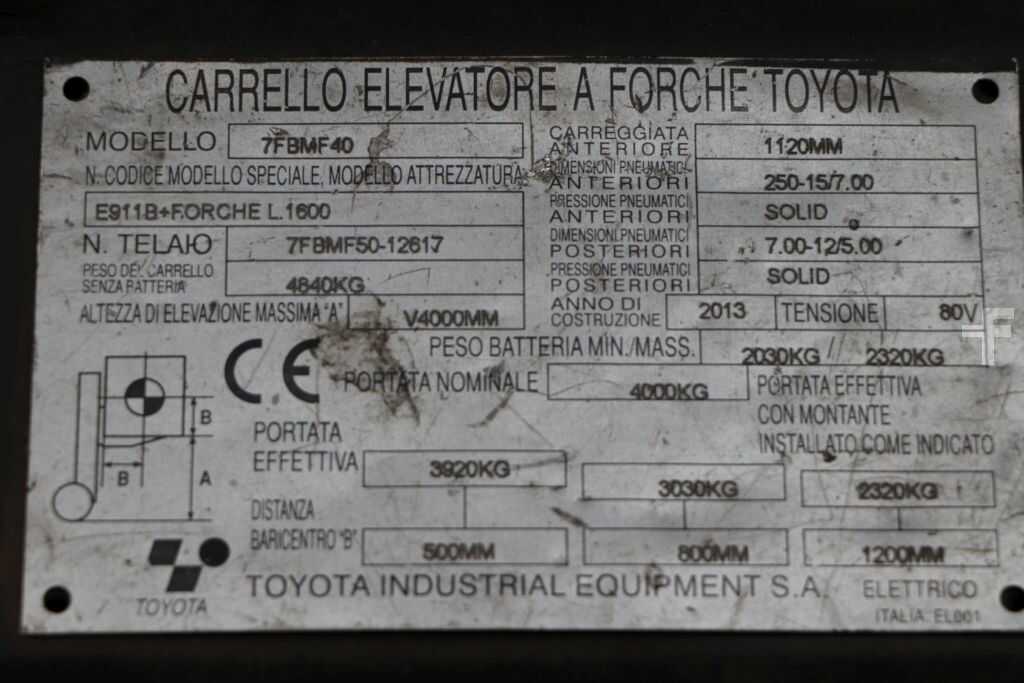 CARRELLO ELEVATORE A FORCHE TOYOTA
MODELLO 7FBMF40
N. CODICE MODELLO SPECIALE, MODELLO ATTREZZATURA
E911B+FORCHE L.1600
N. TELAIO 7FBMF50-12617
PESO DEL CARRELLO
SENZA BATTERIA 4840KG
ALTEZZA DI ELEVAZIONE MASSIMA "A" V4000MM
CARREGGIATA
ANTERIORE 1120MM
DIMENSIONI PNEUMATICI
ANTERIORI 250-15/7.00
PRESSIONE PNEUMATICI
ANTERIORI SOLID
DIMENSIONI PNEUMATICI
POSTERIORI 7.00-12/5.00
PRESSIONE PNEUMATICI
POSTERIORI SOLID
ANNO DI
COSTRUZIONE 2013 TENSIONE 80V
PESO BATTERIA MIN./MASS. 2030KG / 2320KG
CE
PORTATA NOMINALE 4000KG
PORTATA EFFETTIVA
CON MONTANTE
INSTALLATO COME INDICATO
B
B A
PORTATA
EFFETTIVA 3920KG 3030KG 2320KG
DISTANZA
BARICENTRO "B" 500MM 800MM 1200MM
TOYOTA
TOYOTA INDUSTRIAL EQUIPMENT S.A. ELETTRICO
ITALIA EL001